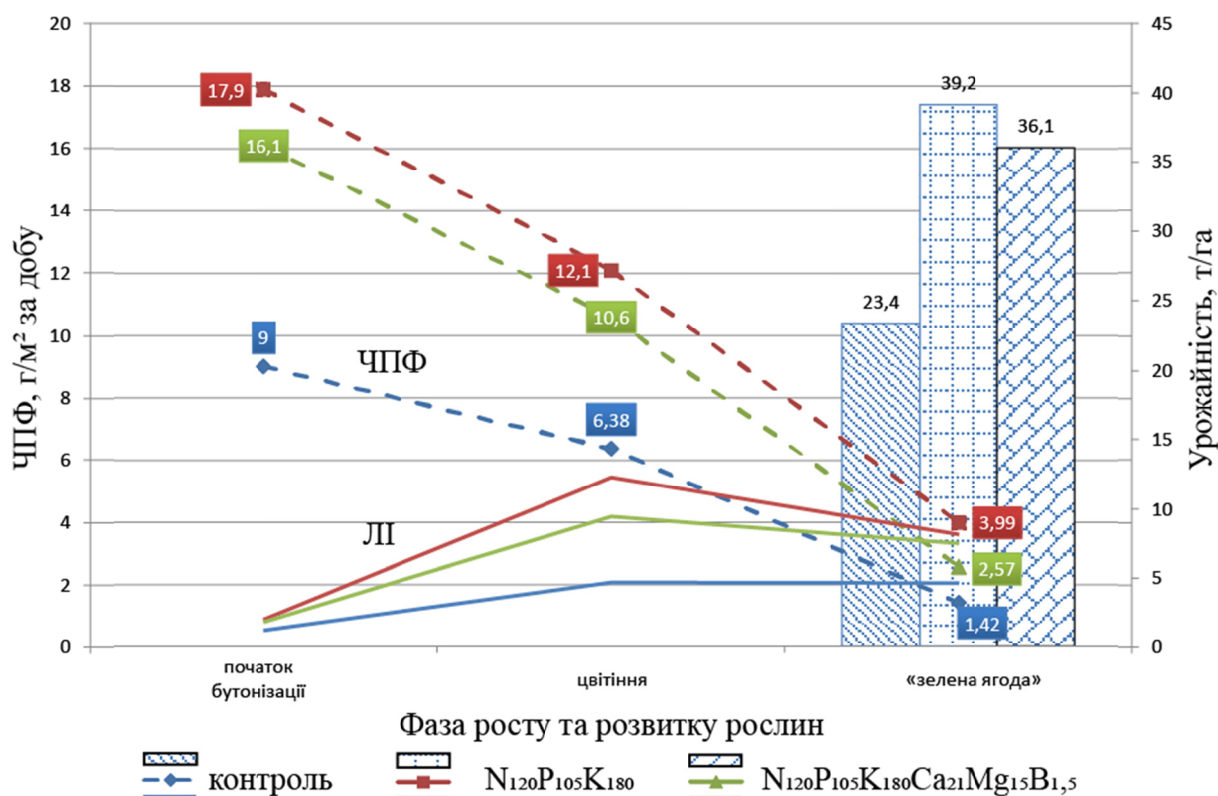 ЧПФ, г/м² за добу
20
18
16
14
12
10
8
6
4
2
0
17,9
16,1
9
ЧПФ
ЛІ
12,1
10,6
6,38
23,4
39,2
36,1
3,99
2,57
1,42
45
40
35
30
25
20
15
10
5
0
Урожайність, т/га
початок
бутонізації
цвітіння
«зелена ягода»
Фаза росту та розвитку рослин
контроль
N₁₂₀P₁₀₅K₁₈₀
N₁₂₀P₁₀₅K₁₈₀Ca₂₁Mg₁₅B₁,₅